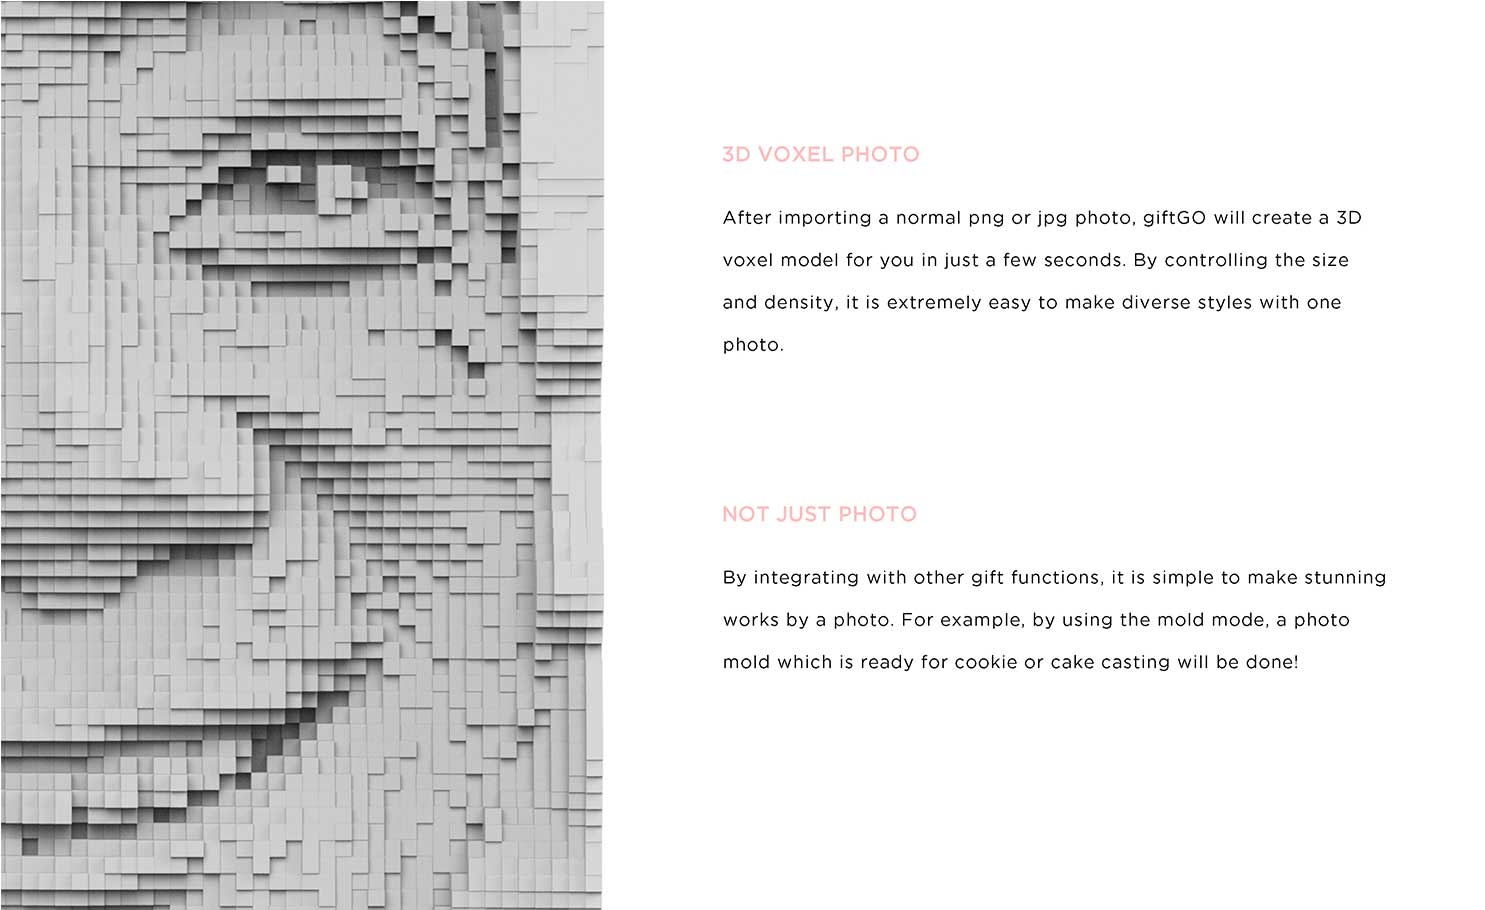 3D VOXEL PHOTO
After importing a normal png or jpg photo, giftGO will create a 3D
voxel model for you in just a few seconds. By controlling the size
and density, it is extremely easy to make diverse styles with one
photo.
NOT JUST PHOTO
By integrating with other gift functions, it is simple to make stunning
works by a photo. For example, by using the mold mode, a photo
mold which is ready for cookie or cake casting will be done!